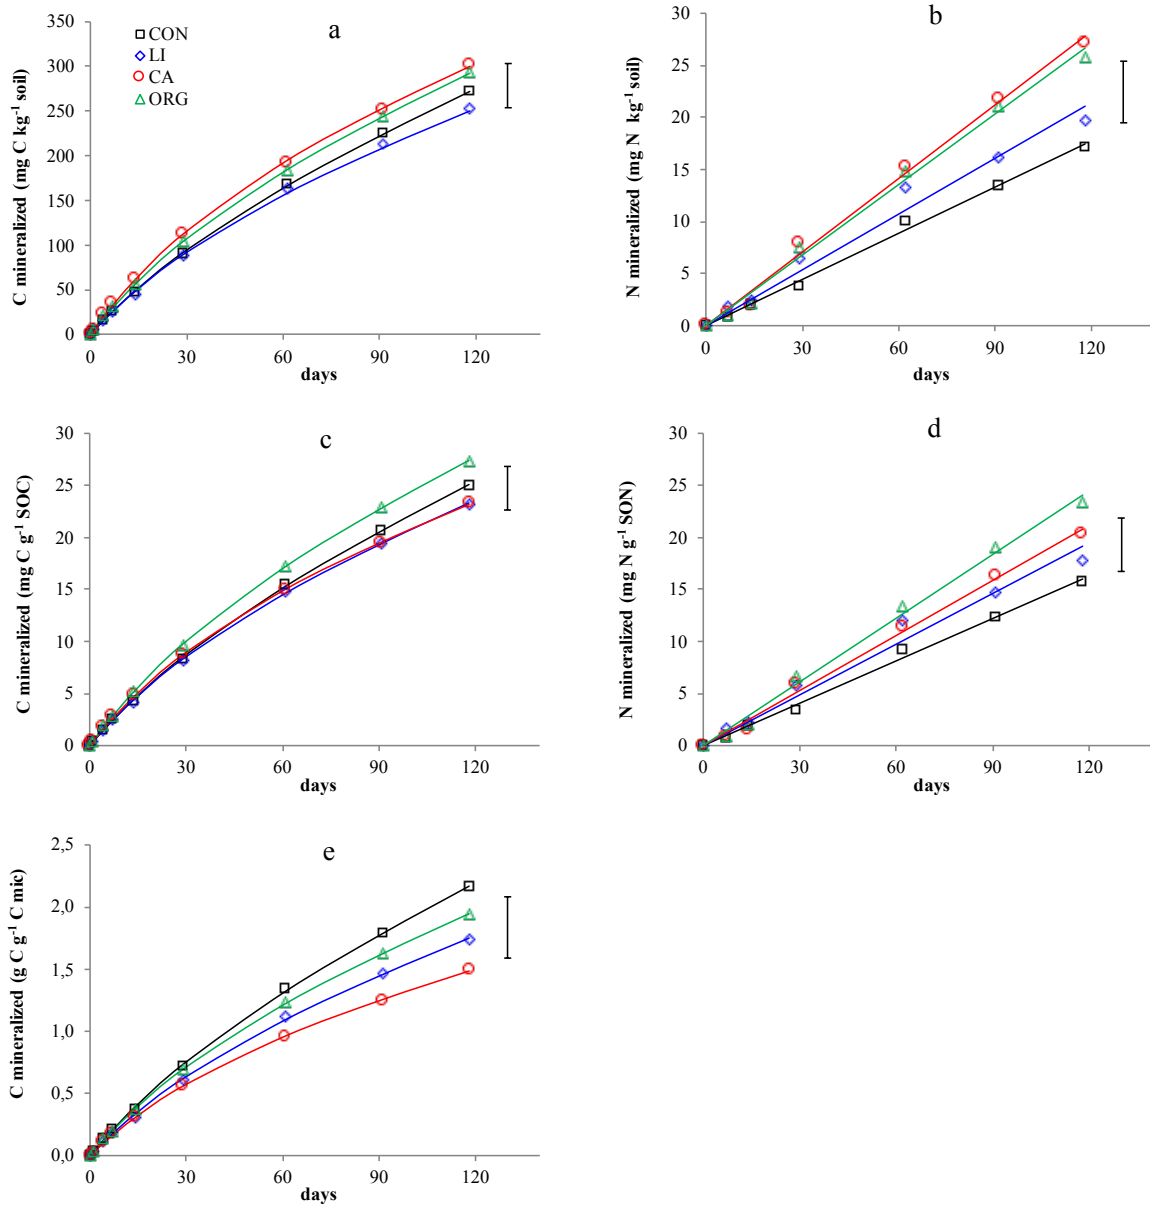 a
CON
LI
CA
ORG
C mineralized (mg C kg⁻¹ soil)
350
300
250
200
150
100
50
0
0 30 60 90 120
days
b
N mineralized (mg N kg⁻¹ soil)
30
25
20
15
10
5
0
0 30 60 90 120
days
c
C mineralized (mg C g⁻¹ SOC)
30
25
20
15
10
5
0
0 30 60 90 120
days
d
N mineralized (mg N g⁻¹ SON)
30
25
20
15
10
5
0
0 30 60 90 120
days
e
C mineralized (g C g⁻¹ C mic)
2,5
2,0
1,5
1,0
0,5
0,0
0 30 60 90 120
days